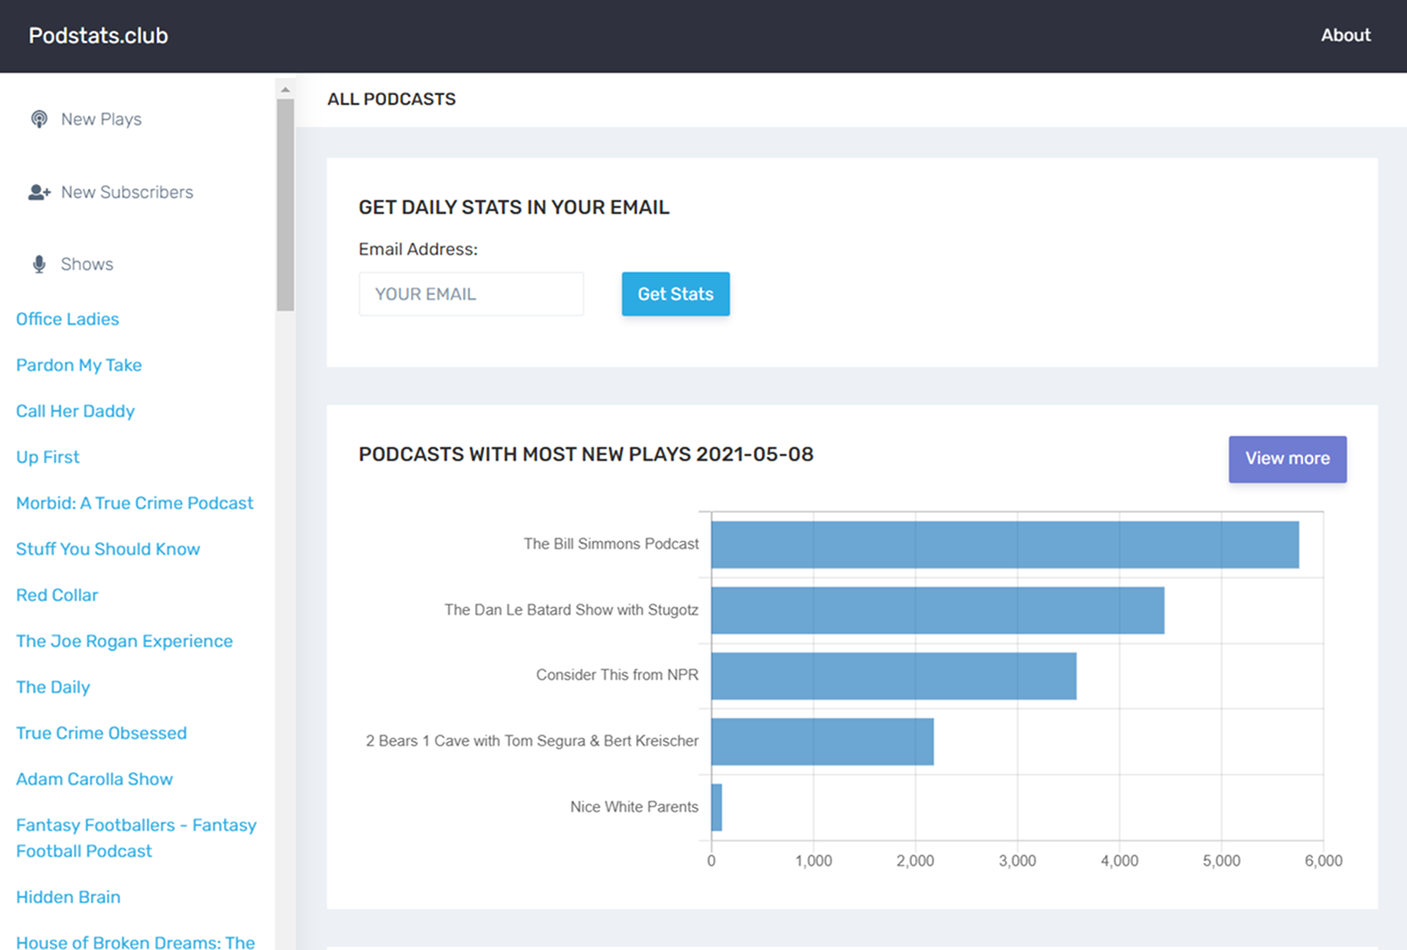 Podstats.club
About
New Plays
New Subscribers
Shows
Office Ladies
Pardon My Take
Call Her Daddy
Up First
Morbid: A True Crime Podcast
Stuff You Should Know
Red Collar
The Joe Rogan Experience
The Daily
True Crime Obsessed
Adam Carolla Show
Fantasy Footballers - Fantasy
Football Podcast
Hidden Brain
House of Broken Dreams: The
ALL PODCASTS
GET DAILY STATS IN YOUR EMAIL
Email Address:
YOUR EMAIL
Get Stats
PODCASTS WITH MOST NEW PLAYS 2021-05-08
View more
The Bill Simmons Podcast
The Dan Le Batard Show with Stugotz
Consider This from NPR
2 Bears 1 Cave with Tom Segura & Bert Kreischer
Nice White Parents
0 1,000 2,000 3,000 4,000 5,000 6,000